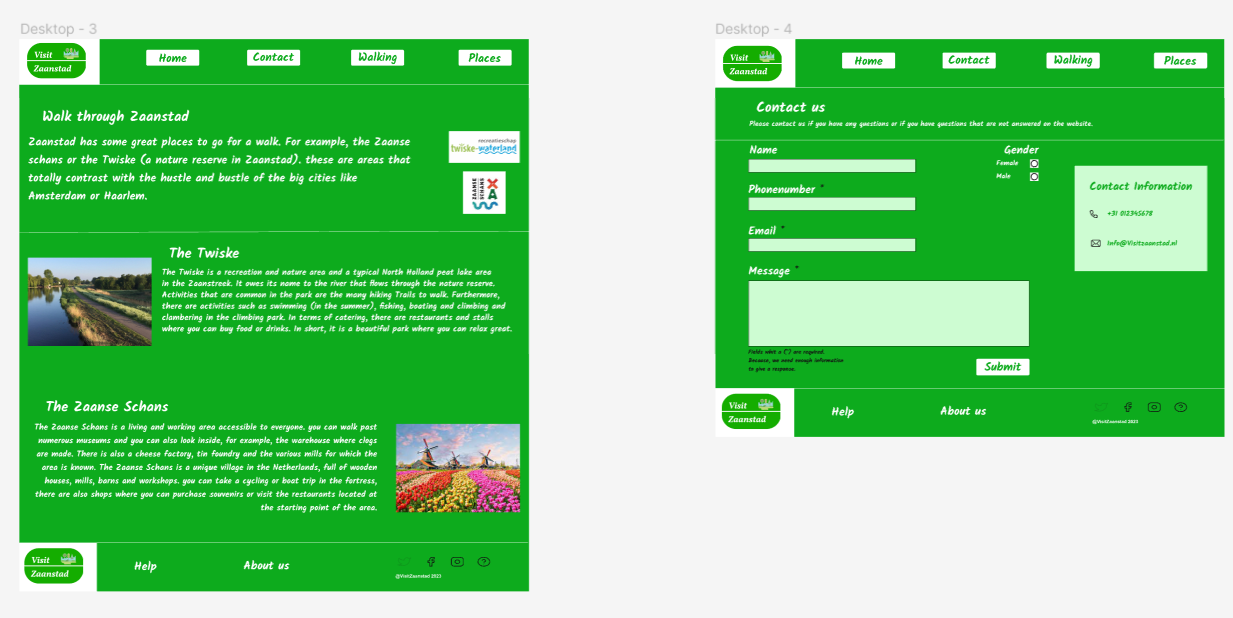 Desktop - 3
Visit
Zaanstad
Home
Contact
Walking
Places
Walk through Zaanstad
Zaanstad has some great places to go for a walk. For example, the Zaanse
schans or the Twiske (a nature reserve in Zaanstad). these are areas that
totally contrast with the hustle and bustle of the big cities like
Amsterdam or Haarlem.
recreatieschap
twiske-waterland
ZAANSE
SCHANS
The Twiske
The Twiske is a recreation and nature area and a typical North Holland peat lake area
in the Zaanstreek. It owes its name to the river that flows through the nature reserve.
Activities that are common in the park are the many hiking Trails to walk. Furthermore,
there are activities such as swimming (in the summer), fishing, boating and climbing and
clambering in the climbing park. In terms of catering, there are restaurants and stalls
where you can buy food or drinks. In short, it is a beautiful park where you can relax great.
The Zaanse Schans
The Zaanse Schans is a living and working area accessible to everyone. you can walk past
numerous museums and you can also look inside, for example, the warehouse where clogs
are made. There is also a cheese factory, tin foundry and the various mills for which the
area is known. The Zaanse Schans is a unique village in the Netherlands, full of wooden
houses, mills, barns and workshops. you can take a cycling or boat trip in the fortress,
there are also shops where you can purchase souvenirs or visit the restaurants located at
the starting point of the area.
Visit
Zaanstad
Help
About us
@VisitZaanstad 2023
Desktop - 4
Visit
Zaanstad
Home
Contact
Walking
Places
Contact us
Please contact us if you have any questions or if you have questions that are not answered on the website.
Name
Gender
Female
Male
Phonenumber *
Email *
Message *
Contact Information
+31 012345678
Info@Visitzaanstad.nl
Fields whit a (*) are required.
Because, we need enough information
to give a response.
Submit
Visit
Zaanstad
Help
About us
@VisitZaanstad 2023